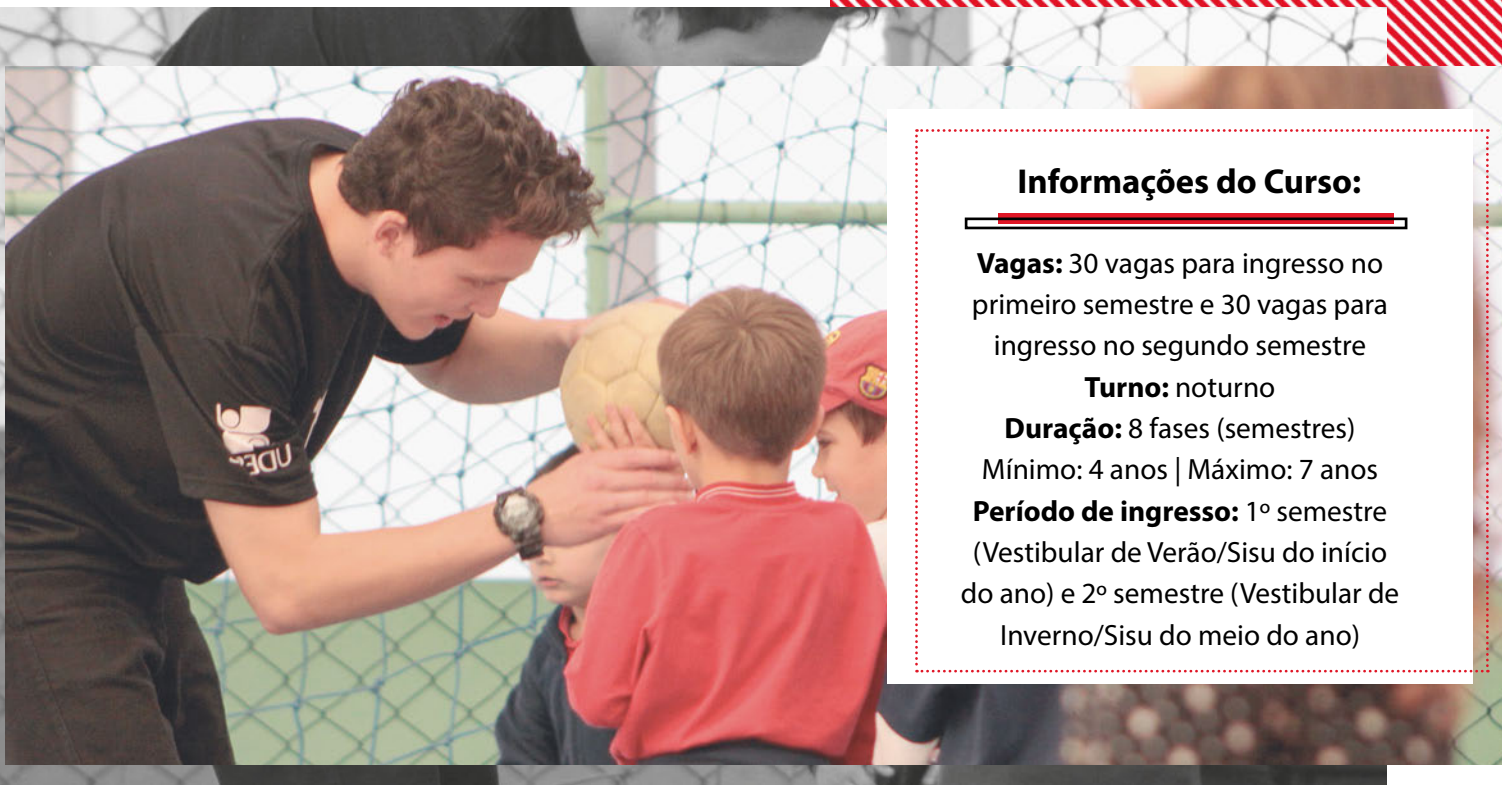 Informações do Curso:
Vagas: 30 vagas para ingresso no
primeiro semestre e 30 vagas para
ingresso no segundo semestre
Turno: noturno
Duração: 8 fases (semestres)
Mínimo: 4 anos | Máximo: 7 anos
Período de ingresso: 1º semestre
(Vestibular de Verão/Sisu do início
do ano) e 2º semestre (Vestibular de
Inverno/Sisu do meio do ano)